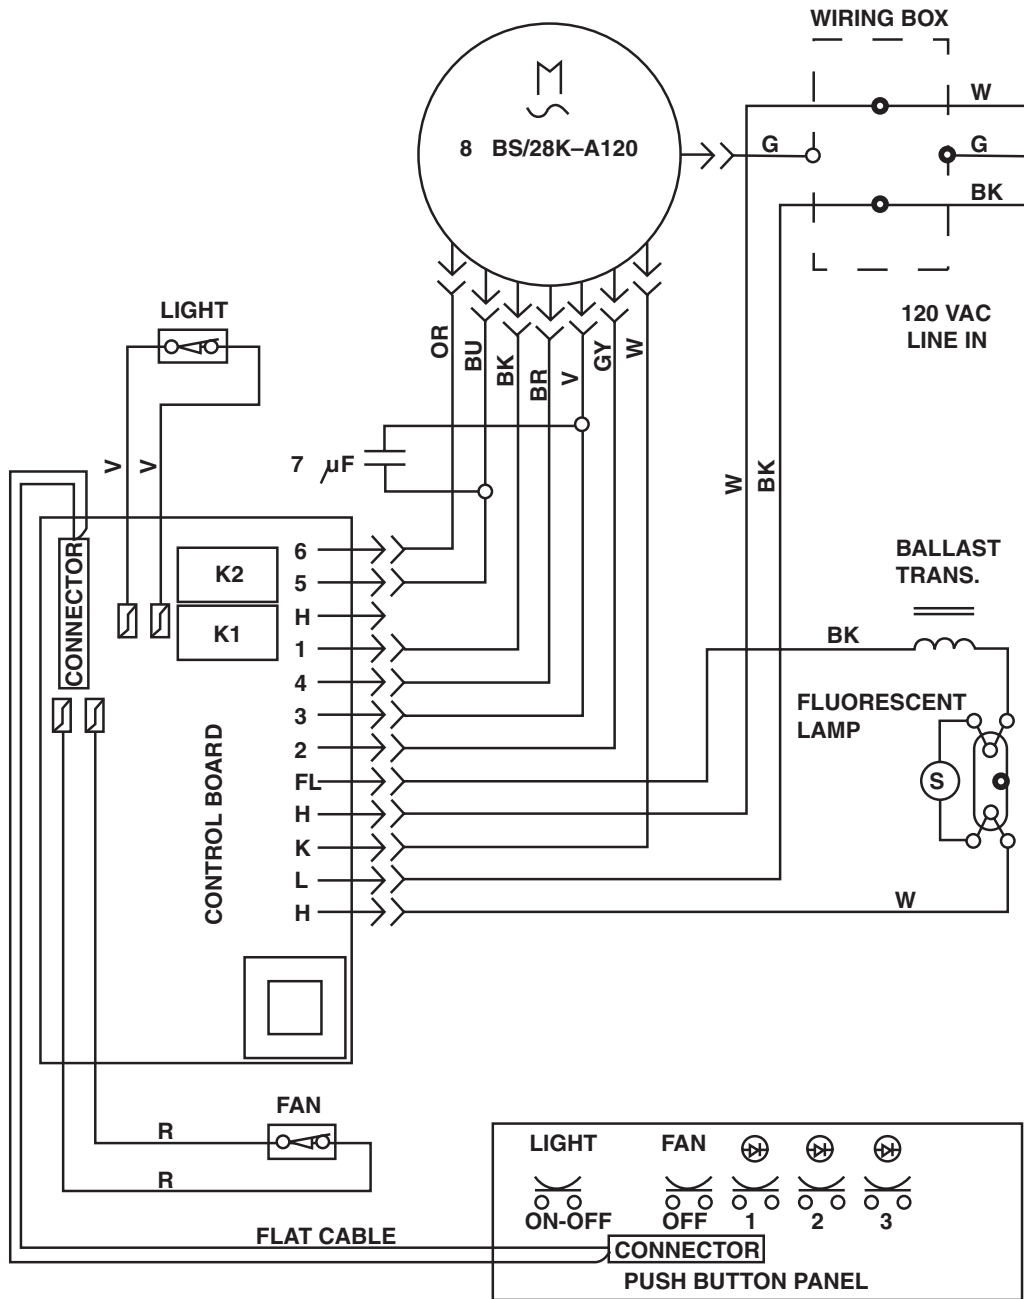 WIRING BOX
M
8 BS/28K–A120
W
G
G
BK
120 VAC
LINE IN
LIGHT
OR
BU
BK
BR
V
GY
W
7 µF
V
V
W
BK
CONNECTOR
K2
K1
6
5
H
1
4
3
2
FL
H
K
L
H
CONTROL BOARD
BALLAST
TRANS.
BK
FLUORESCENT
LAMP
S
W
FAN
R
R
FLAT CABLE
LIGHT
FAN
ON-OFF
OFF
1
2
3
CONNECTOR
PUSH BUTTON PANEL